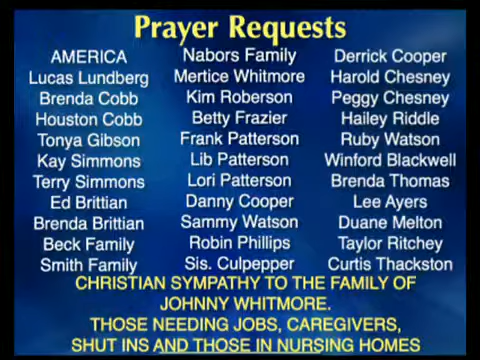 Prayer Requests
AMERICA Nabors Family Derrick Cooper
Lucas Lundberg Mertice Whitmore Harold Chesney
Brenda Cobb Kim Roberson Peggy Chesney
Houston Cobb Betty Frazier Hailey Riddle
Tonya Gibson Frank Patterson Ruby Watson
Kay Simmons Lib Patterson Winford Blackwell
Terry Simmons Lori Patterson Brenda Thomas
Ed Brittian Danny Cooper Lee Ayers
Brenda Brittian Sammy Watson Duane Melton
Beck Family Robin Phillips Taylor Ritchey
Smith Family Sis. Culpepper Curtis Thackston
CHRISTIAN SYMPATHY TO THE FAMILY OF
JOHNNY WHITMORE.
THOSE NEEDING JOBS, CAREGIVERS,
SHUT INS AND THOSE IN NURSING HOMES